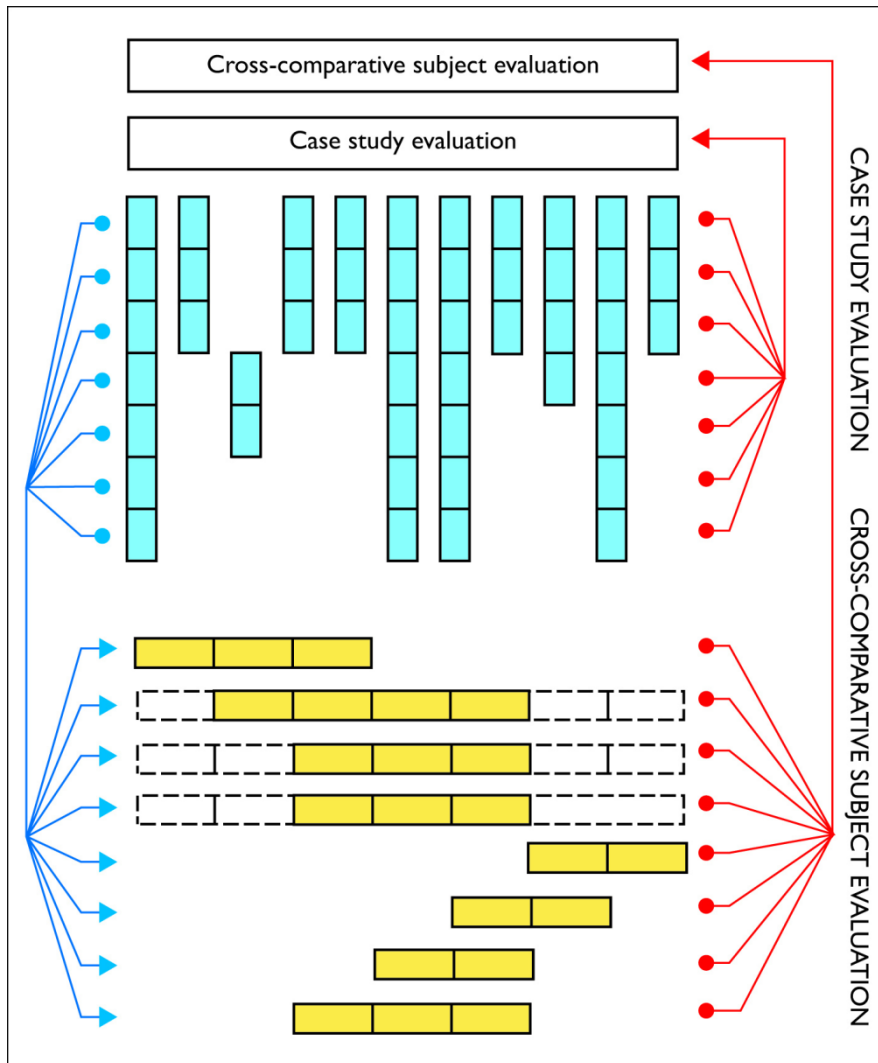 Cross-comparative subject evaluation
Case study evaluation
CASE STUDY EVALUATION
CROSS-COMPARATIVE SUBJECT EVALUATION